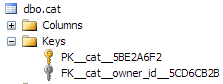 dbo.cat
Columns
Keys
PK__cat__5BE2A6F2
FK__cat__owner_id__5CD6CB2B